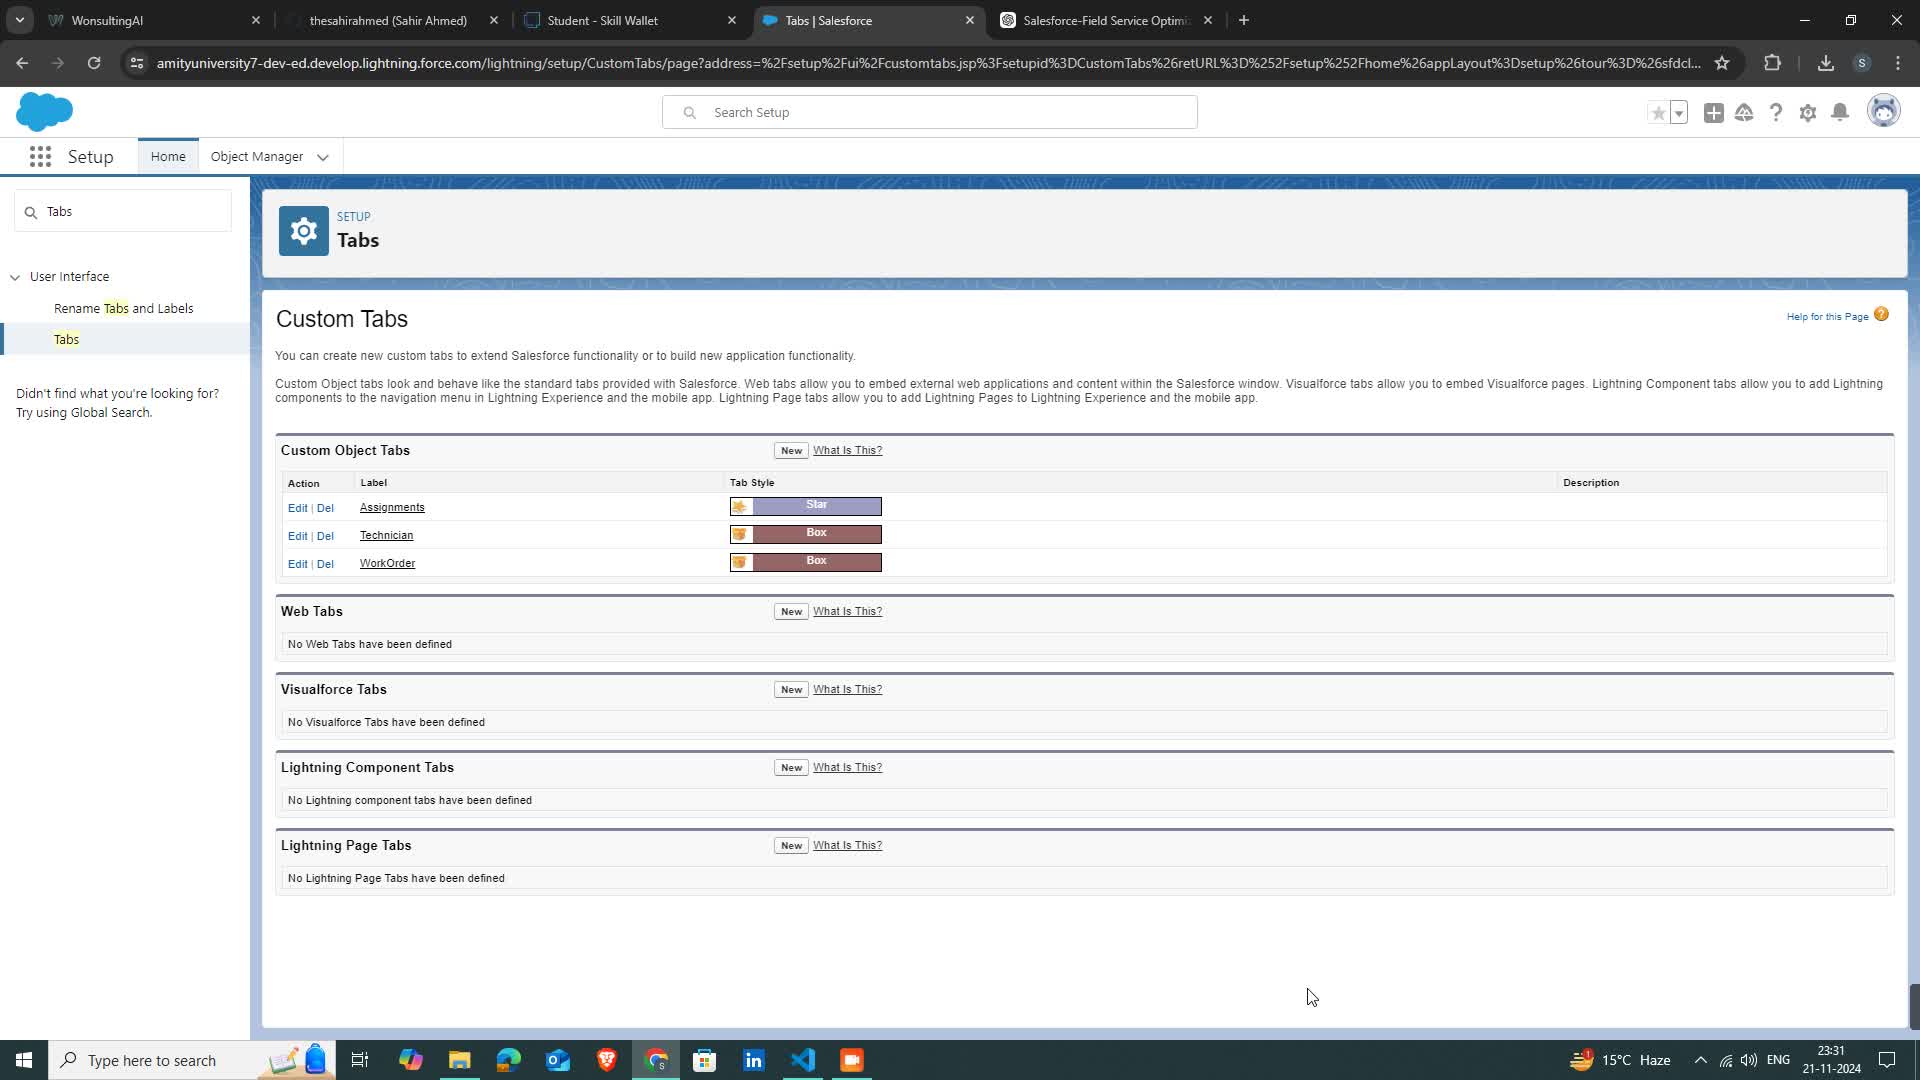 WonsultingAI
thesahirahmed (Sahir Ahmed)
Student - Skill Wallet
Tabs | Salesforce
Salesforce-Field Service Optimi
amityuniversity7-dev-ed.develop.lightning.force.com/lightning/setup/CustomTabs/page?address=%2Fsetup%2Fui%2Fcustomtabs.jsp%3Fsetupid%3DCustomTabs%26retURL%3D%252Fsetup%252Fhome%26appLayout%3Dsetup%26tour%3D%26sfdcl...
S
Search Setup
Setup
Home
Object Manager
Tabs
User Interface
Rename Tabs and Labels
Tabs
Didn't find what you're looking for?
Try using Global Search.
SETUP
Tabs
Custom Tabs
Help for this Page ?
You can create new custom tabs to extend Salesforce functionality or to build new application functionality.
Custom Object tabs look and behave like the standard tabs provided with Salesforce. Web tabs allow you to embed external web applications and content within the Salesforce window. Visualforce tabs allow you to embed Visualforce pages. Lightning Component tabs allow you to add Lightning
components to the navigation menu in Lightning Experience and the mobile app. Lightning Page tabs allow you to add Lightning Pages to Lightning Experience and the mobile app.
Custom Object Tabs New What Is This?
Action Label Tab Style Description
Edit | Del Assignments Star
Edit | Del Technician Box
Edit | Del WorkOrder Box
Web Tabs New What Is This?
No Web Tabs have been defined
Visualforce Tabs New What Is This?
No Visualforce Tabs have been defined
Lightning Component Tabs New What Is This?
No Lightning component tabs have been defined
Lightning Page Tabs New What Is This?
No Lightning Page Tabs have been defined
Type here to search
1
15°C Haze
ENG
23:31
21-11-2024